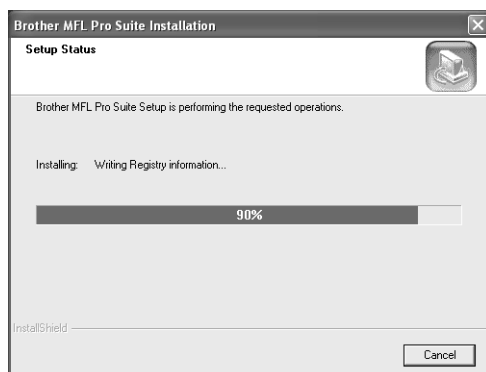 Brother MFL Pro Suite Installation
Setup Status
Brother MFL Pro Suite Setup is performing the requested operations.
Installing: Writing Registry information...
90%
InstallShield
Cancel